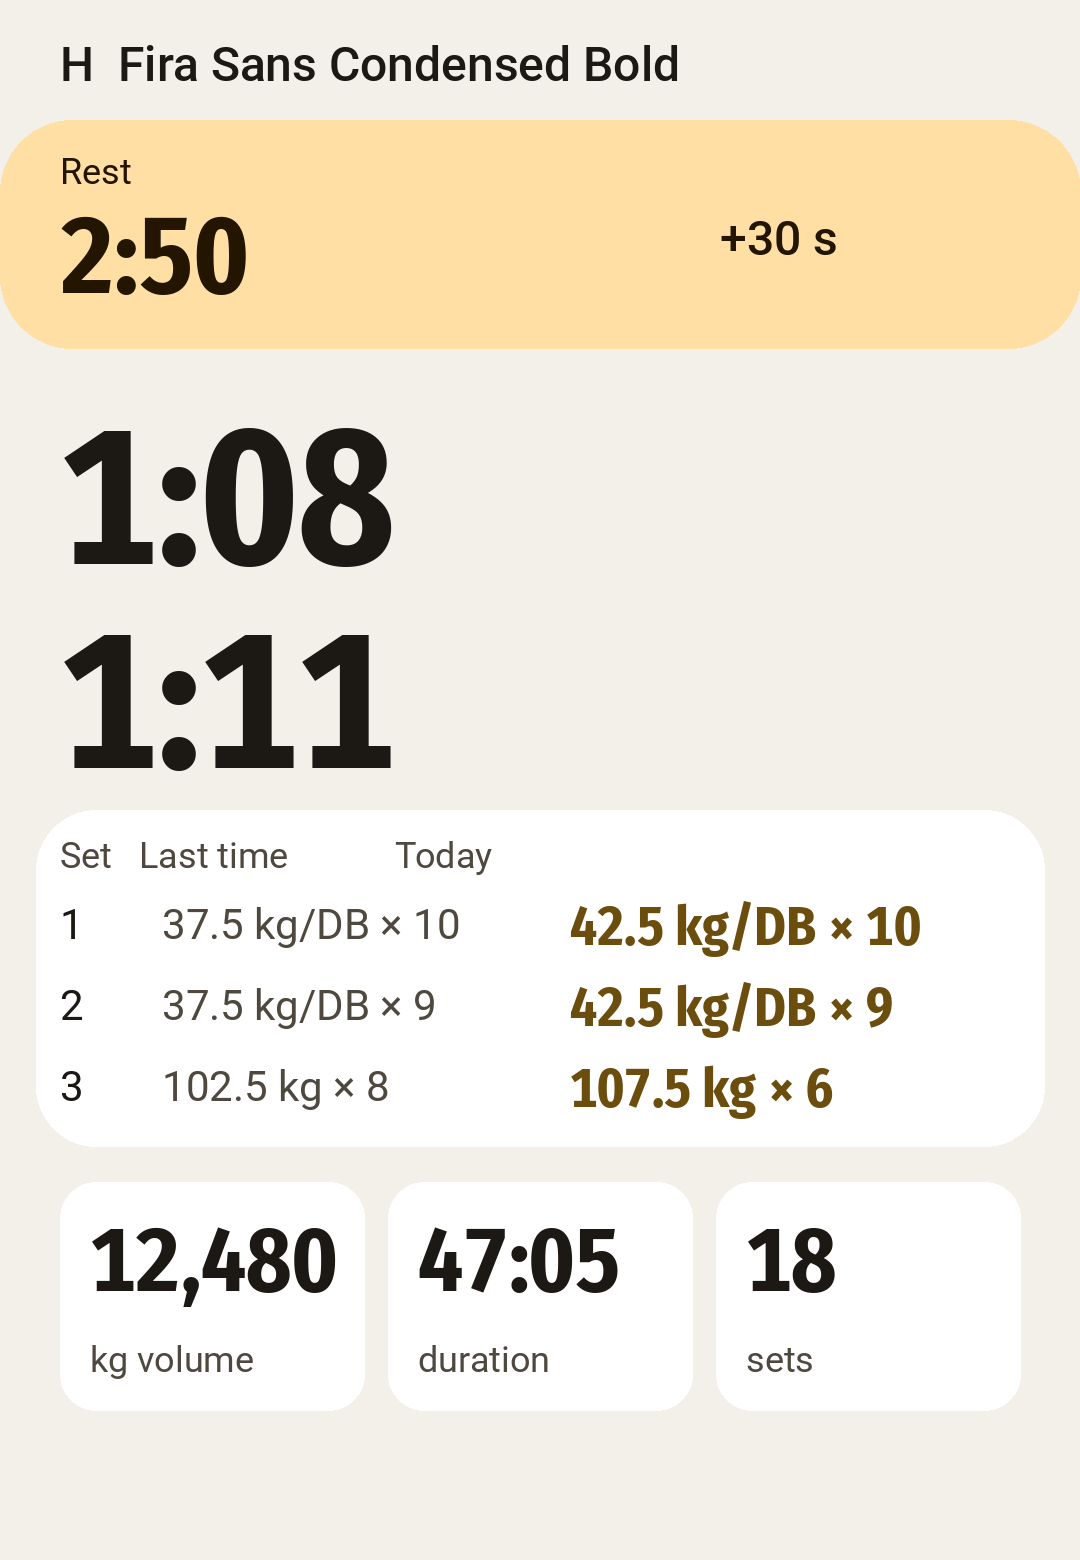 H Fira Sans Condensed Bold
Rest
2:50
+30 s
1:08
1:11
Set Last time Today
1 37.5 kg/DB × 10 42.5 kg/DB × 10
2 37.5 kg/DB × 9 42.5 kg/DB × 9
3 102.5 kg × 8 107.5 kg × 6
12,480 47:05 18
kg volume duration sets